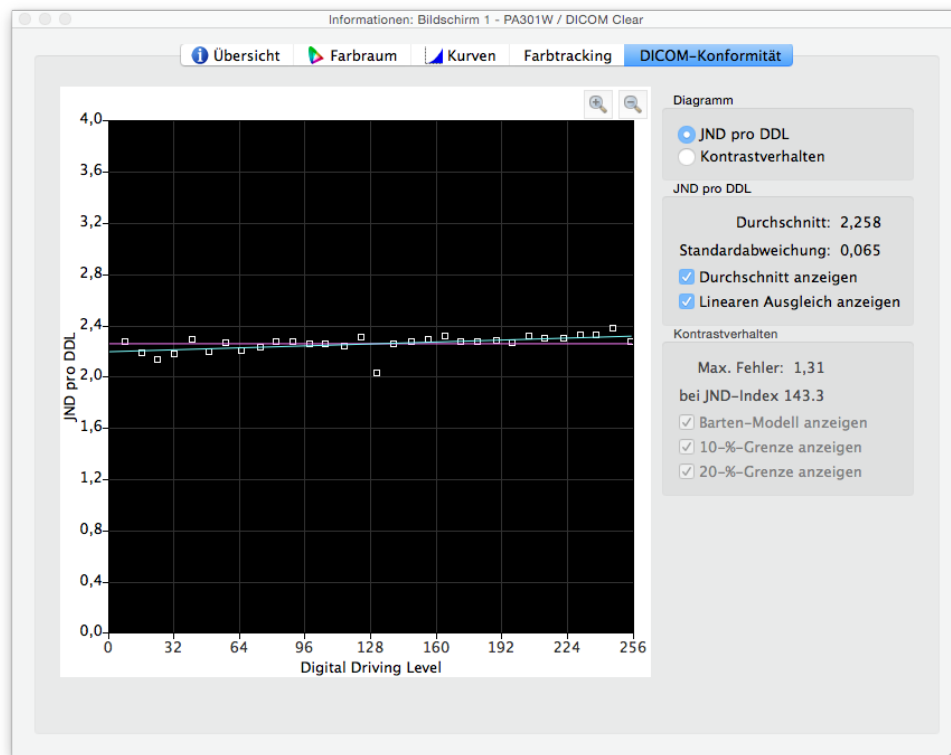 Informationen: Bildschirm 1 - PA301W / DICOM Clear
Übersicht
Farbraum
Kurven
Farbtracking
DICOM-Konformität
4,0
3,6
3,2
2,8
2,4
2,0
1,6
1,2
0,8
0,4
0,0
JND pro DDL
0 32 64 96 128 160 192 224 256
Digital Driving Level
Diagramm
JND pro DDL
Kontrastverhalten
JND pro DDL
Durchschnitt: 2,258
Standardabweichung: 0,065
Durchschnitt anzeigen
Linearen Ausgleich anzeigen
Kontrastverhalten
Max. Fehler: 1,31
bei JND-Index 143.3
Barten-Modell anzeigen
10-%-Grenze anzeigen
20-%-Grenze anzeigen